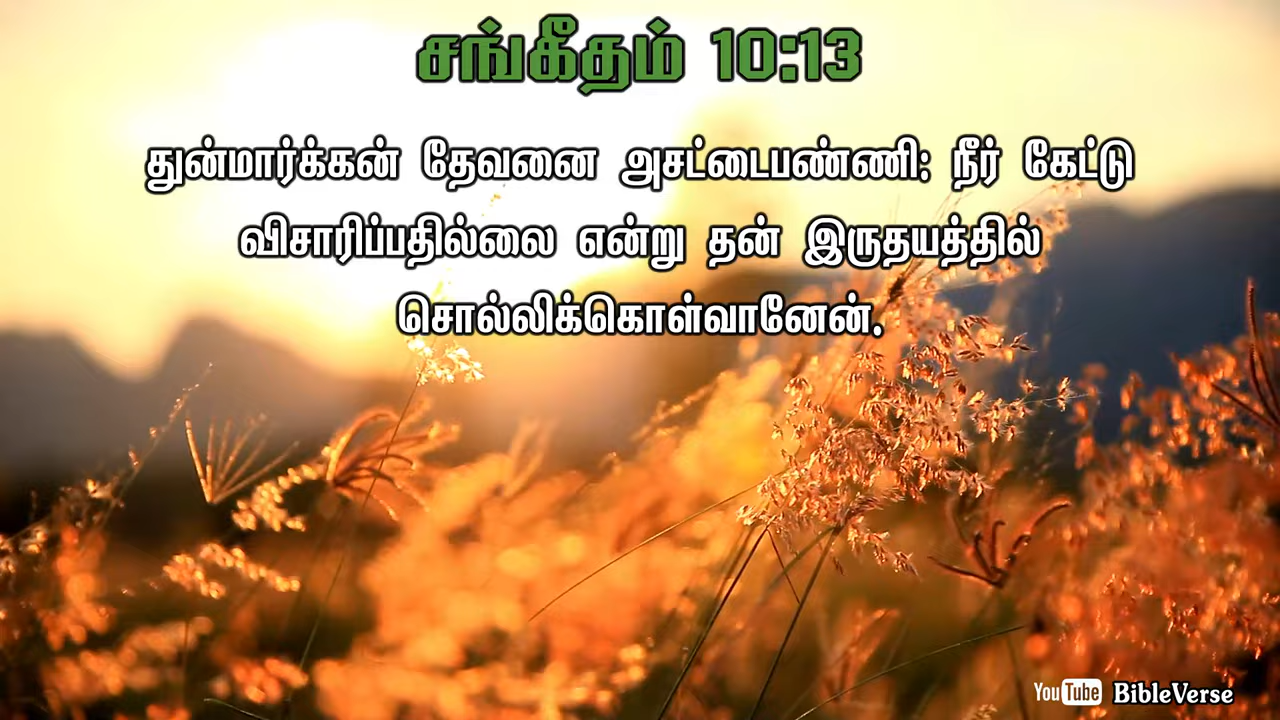 சங்கீதம் 10:13
துன்மார்க்கன் தேவனை அசட்டைபண்ணி: நீர் கேட்டு
விசாரிப்பதில்லை என்று தன் இருதயத்தில்
சொல்லிக்கொள்வானேன்.
YouTube BibleVerse